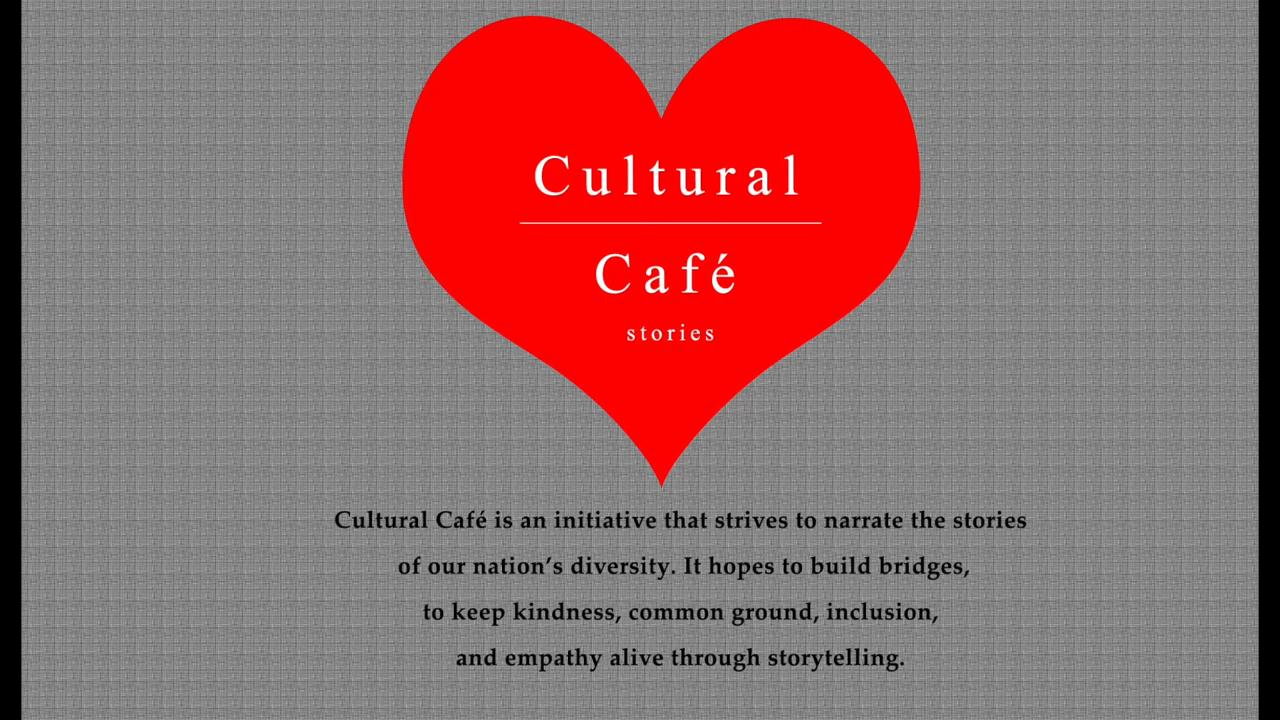 Cultural
Café
stories
Cultural Café is an initiative that strives to narrate the stories
of our nation’s diversity. It hopes to build bridges,
to keep kindness, common ground, inclusion,
and empathy alive through storytelling.